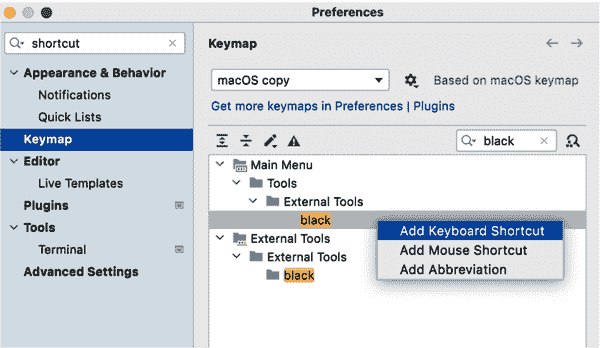 Preferences
shortcut
Appearance & Behavior
Notifications
Quick Lists
Keymap
Editor
Live Templates
Plugins
Tools
Terminal
Advanced Settings
Keymap
macOS copy
Based on macOS keymap
Get more keymaps in Preferences | Plugins
black
Main Menu
Tools
External Tools
black
External Tools
External Tools
black
Add Keyboard Shortcut
Add Mouse Shortcut
Add Abbreviation